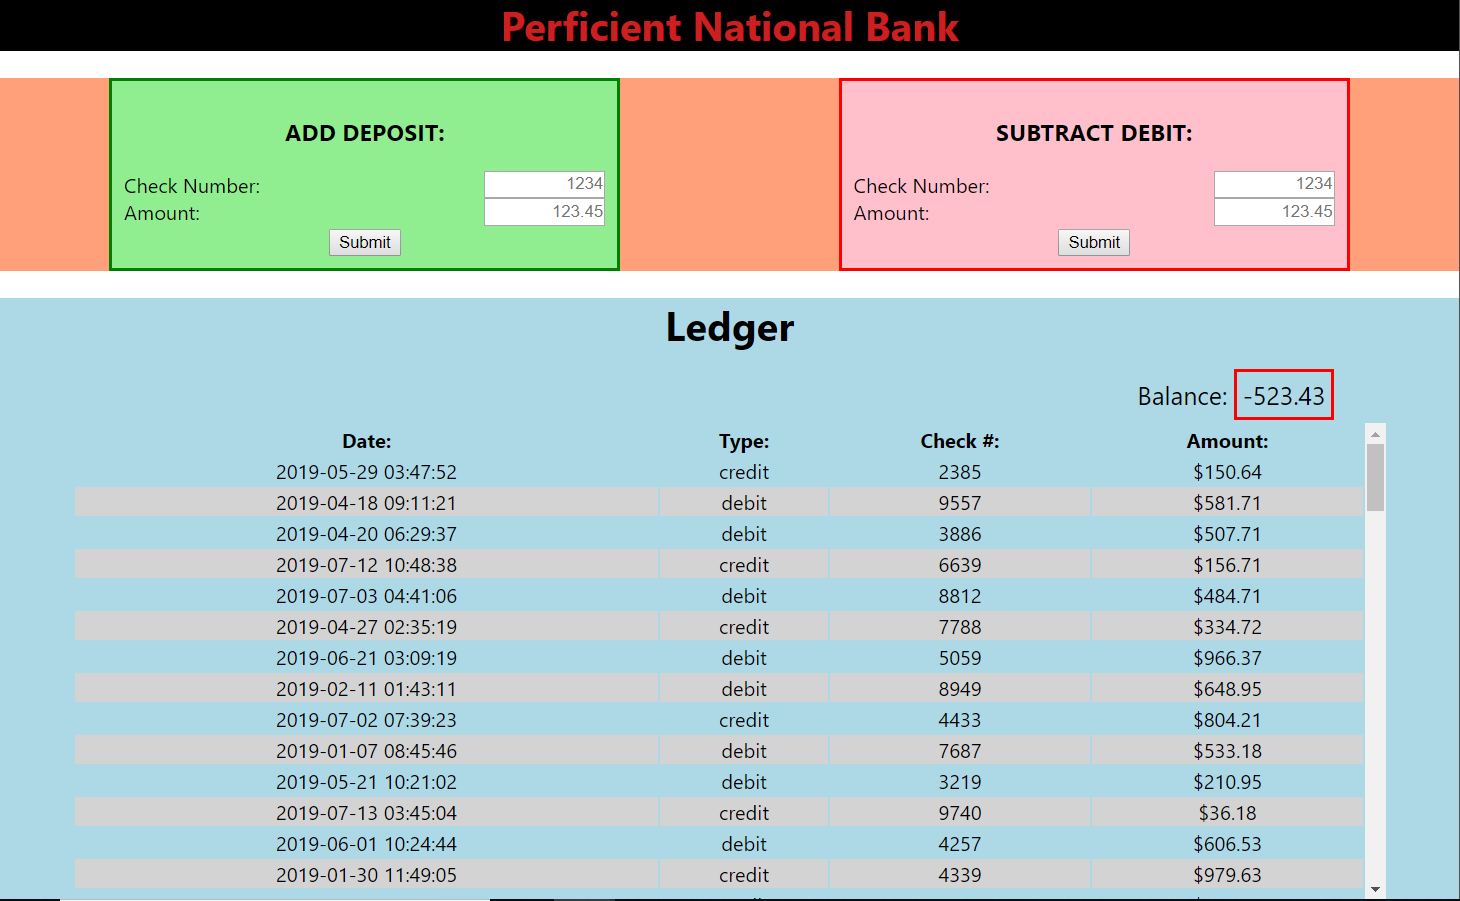 Perficient National Bank
ADD DEPOSIT:
Check Number: 1234
Amount: 123.45
Submit
SUBTRACT DEBIT:
Check Number: 1234
Amount: 123.45
Submit
Ledger
Balance: -523.43
Date: Type: Check #: Amount:
2019-05-29 03:47:52 credit 2385 $150.64
2019-04-18 09:11:21 debit 9557 $581.71
2019-04-20 06:29:37 debit 3886 $507.71
2019-07-12 10:48:38 credit 6639 $156.71
2019-07-03 04:41:06 debit 8812 $484.71
2019-04-27 02:35:19 credit 7788 $334.72
2019-06-21 03:09:19 debit 5059 $966.37
2019-02-11 01:43:11 debit 8949 $648.95
2019-07-02 07:39:23 credit 4433 $804.21
2019-01-07 08:45:46 debit 7687 $533.18
2019-05-21 10:21:02 debit 3219 $210.95
2019-07-13 03:45:04 credit 9740 $36.18
2019-06-01 10:24:44 debit 4257 $606.53
2019-01-30 11:49:05 credit 4339 $979.63